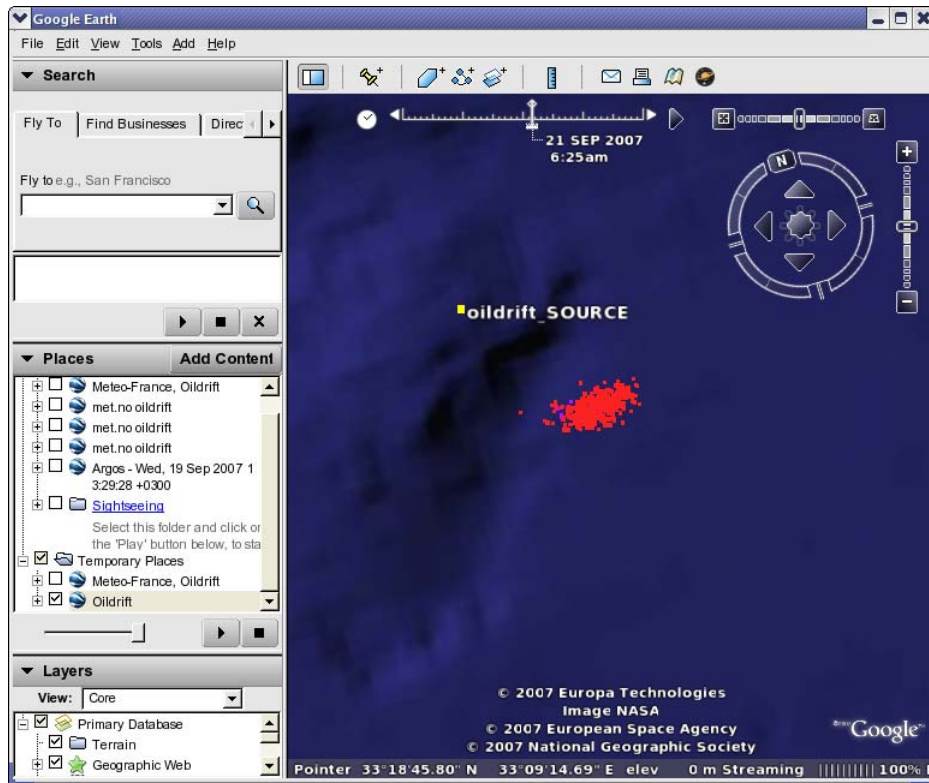 Google Earth
File Edit View Tools Add Help
Search
Fly To Find Businesses Direc
Fly to e.g., San Francisco
Places Add Content
Meteo-France, Oildrift
met.no oildrift
met.no oildrift
met.no oildrift
Argos - Wed, 19 Sep 2007 1
3:29:28 +0300
Sightseeing
Select this folder and click or
the 'Play' button below, to sta
Temporary Places
Meteo-France, Oildrift
Oildrift
Layers
View: Core
Primary Database
Terrain
Geographic Web
21 SEP 2007
6:25am
N
oildrift_SOURCE
© 2007 Europa Technologies
Image NASA
© 2007 European Space Agency
© 2007 National Geographic Society
Google
Pointer 33°18'45.80" N 33°09'14.69" E elev 0 m Streaming |||||||||| 100%